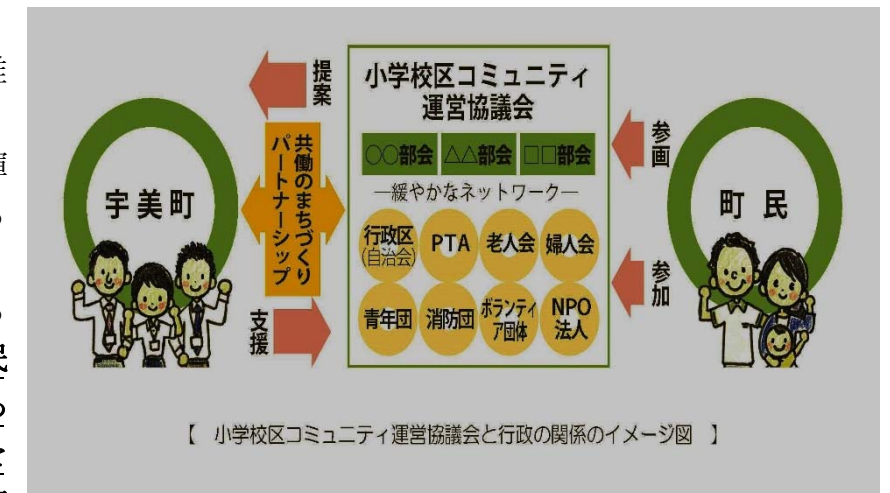 提案
小学校区コミュニティ
運営協議会
○○部会 △△部会 □□部会
―緩やかなネットワーク―
行政区
(自治会)
PTA
老人会
婦人会
青年団
消防団
ボランティ
ア団体
NPO
法人
宇美町
共働のまちづくり
パートナーシップ
支援
参画
参加
町民
【 小学校区コミュニティ運営協議会と行政の関係のイメージ図 】